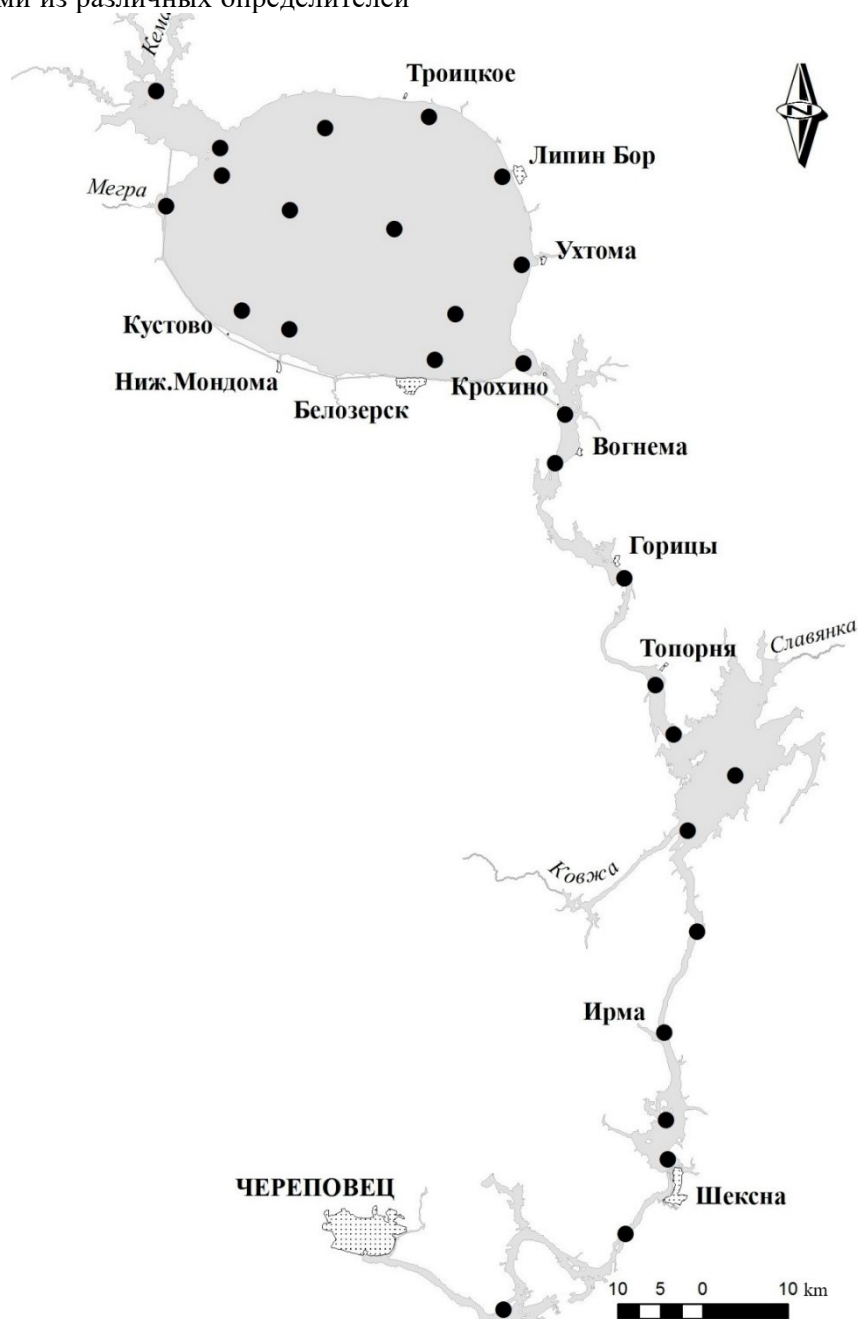 ми из различных определителей
Кема
Троицкое
N
Липин Бор
Мегра
Ухтома
Кустово
Ниж.Мондома
Крохино
Белозерск
Вогнема
Горицы
Славянка
Топорня
Ковжа
Ирма
ЧЕРЕПОВЕЦ
Шексна
10 5 0 10 km